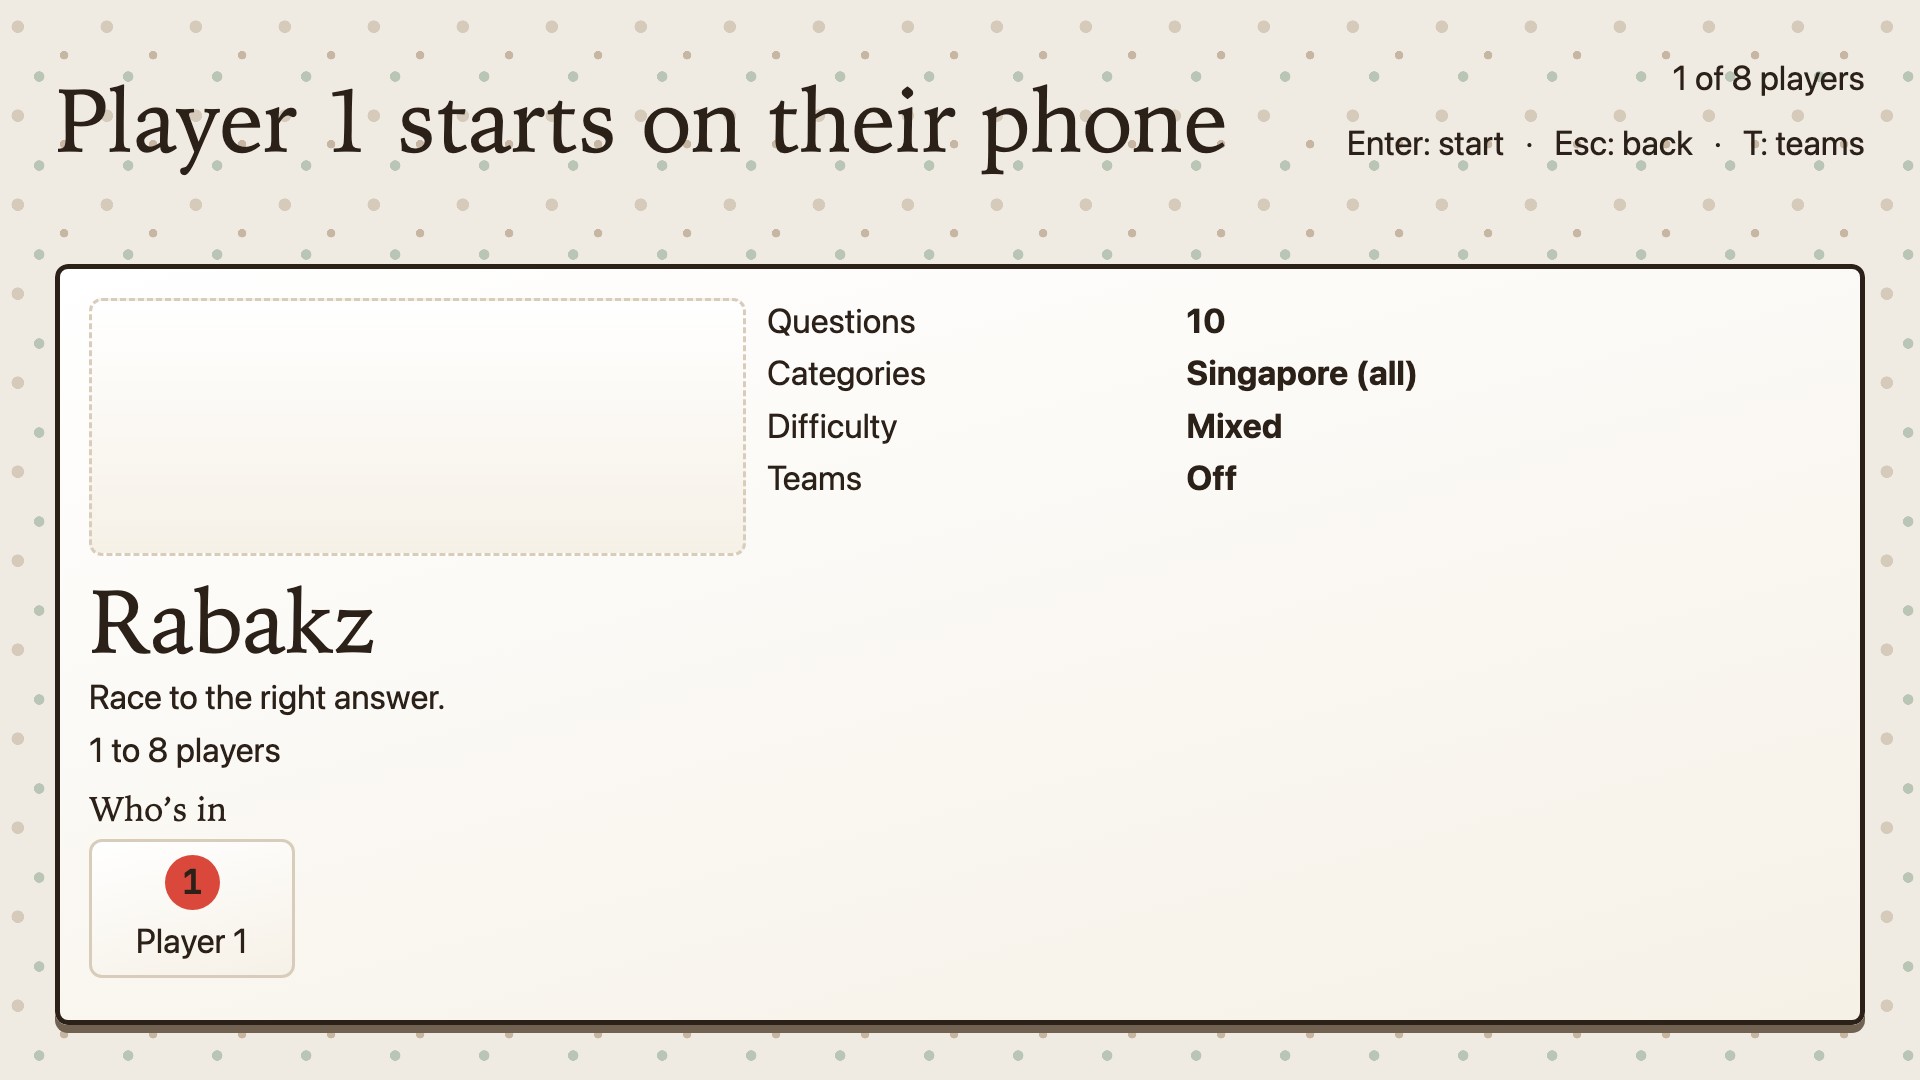 Player 1 starts on their phone
1 of 8 players
Enter: start · Esc: back · T: teams
Questions 10
Categories Singapore (all)
Difficulty Mixed
Teams Off
Rabakz
Race to the right answer.
1 to 8 players
Who’s in
1
Player 1